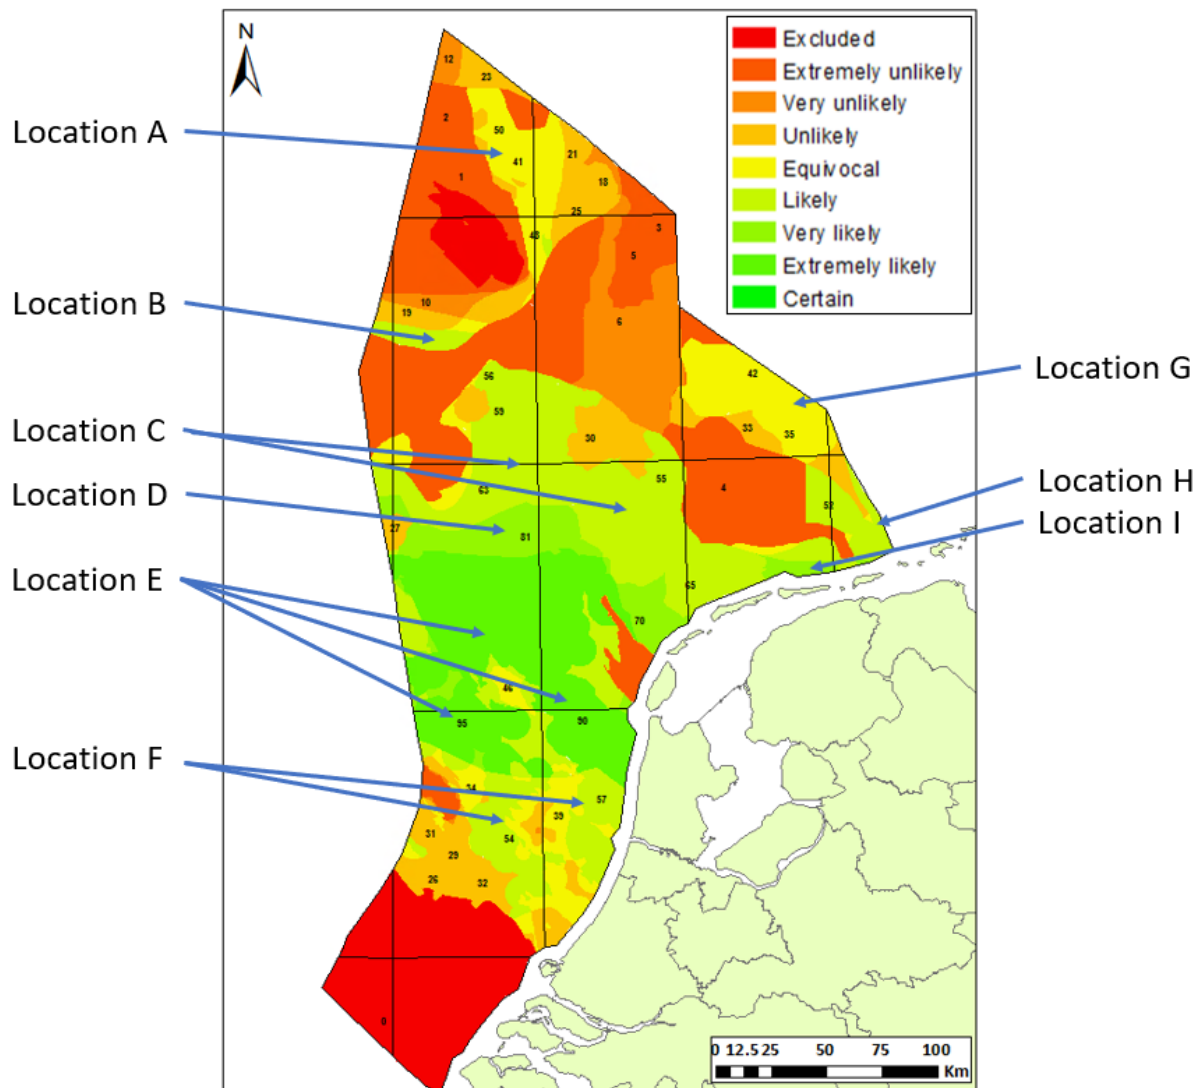 N
Excluded
Extremely unlikely
Very unlikely
Unlikely
Equivocal
Likely
Very likely
Extremely likely
Certain
Location A
Location B
Location C
Location D
Location E
Location F
Location G
Location H
Location I
12
23
2
50
41
21
1
18
25
3
48
5
10
19
6
42
56
59
33
35
30
63
55
4
52
27
81
65
70
46
95
90
34
57
39
31
54
29
26
32
0
0 12.5 25 50 75 100
Km